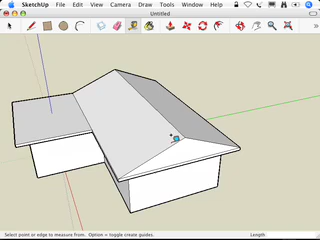 SketchUp File Edit View Camera Draw Tools Window Help
Untitled
Select point or edge to measure from. Option = toggle create guides. Length